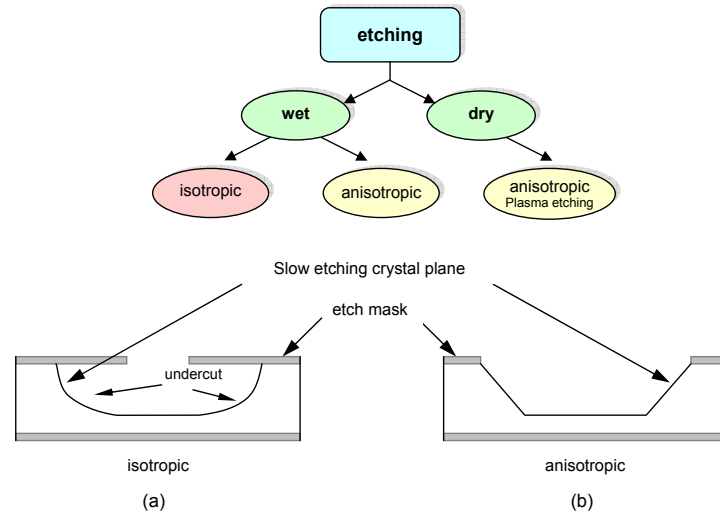 etching
wet
dry
isotropic
anisotropic
anisotropic
Plasma etching
Slow etching crystal plane
etch mask
undercut
isotropic
anisotropic
(a)
(b)